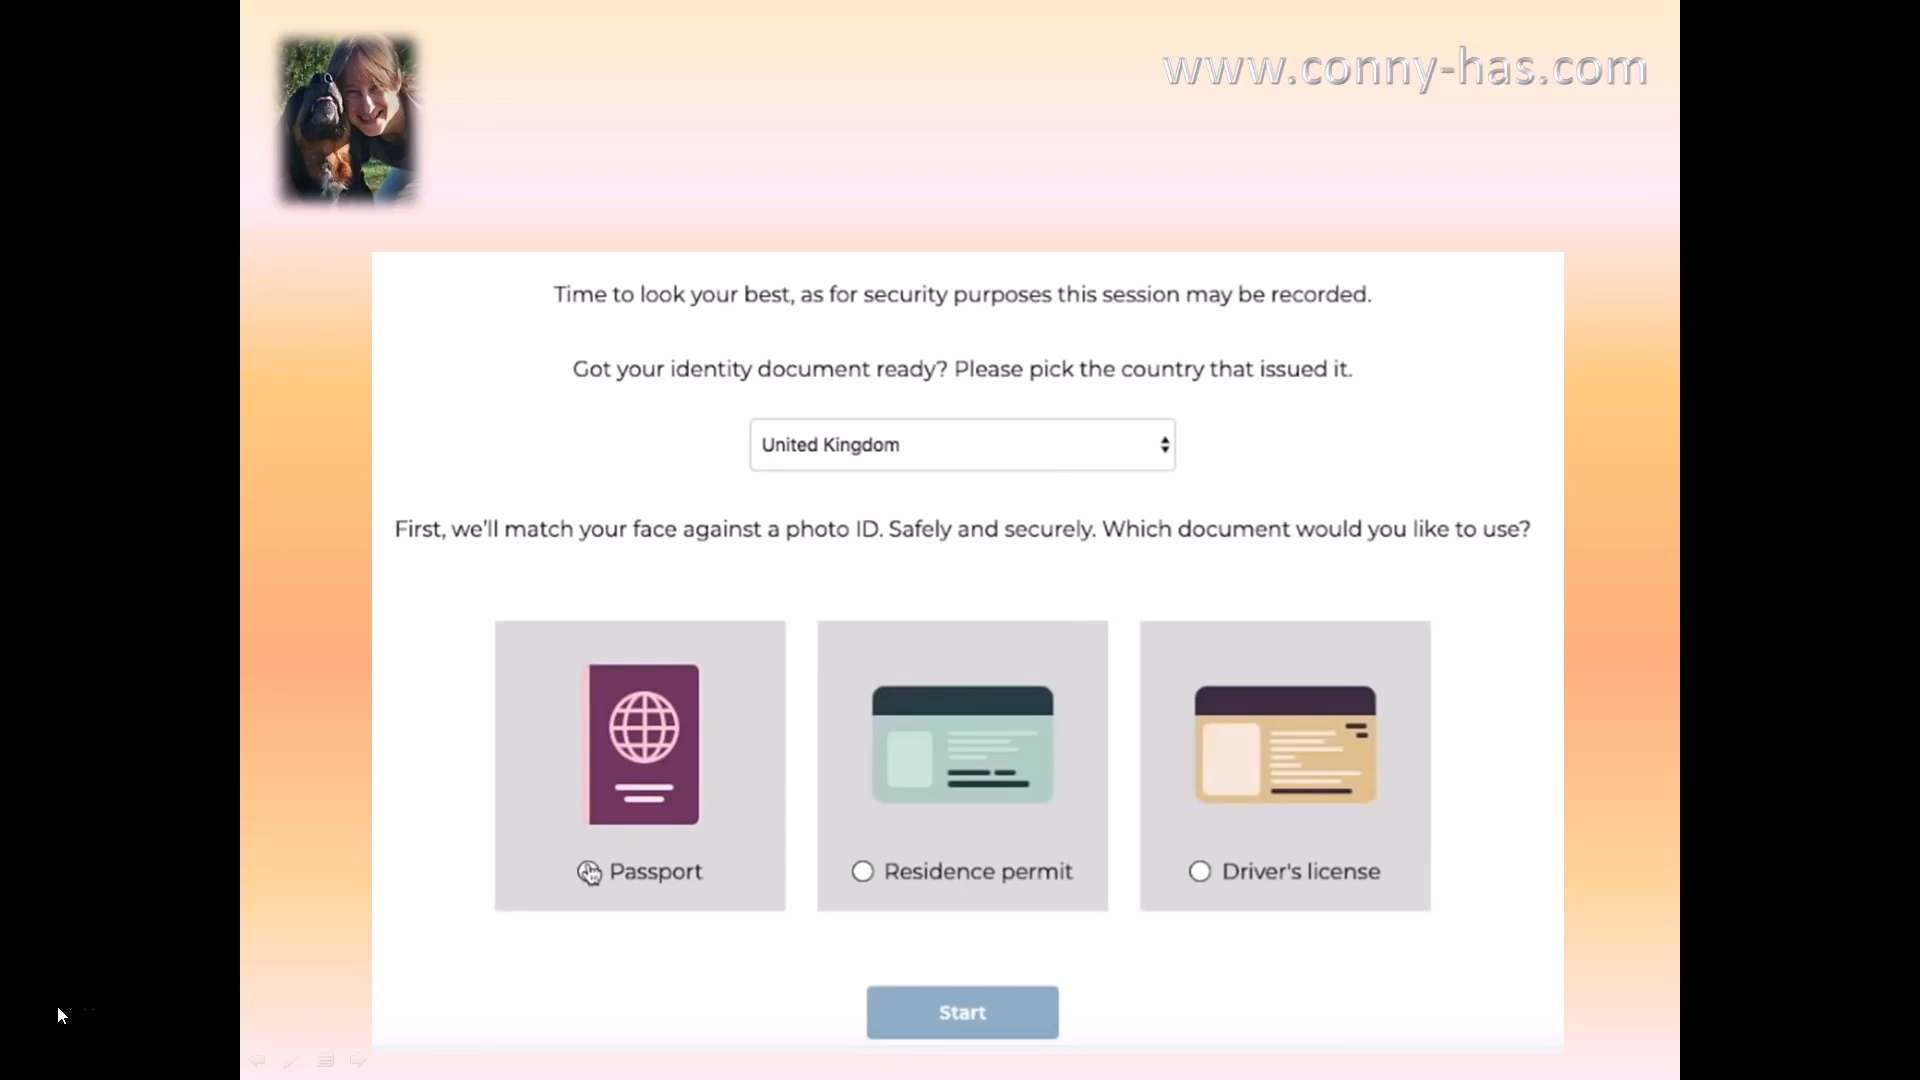 www.conny-has.com
Time to look your best, as for security purposes this session may be recorded.
Got your identity document ready? Please pick the country that issued it.
United Kingdom
First, we'll match your face against a photo ID. Safely and securely. Which document would you like to use?
Passport
Residence permit
Driver's license
Start